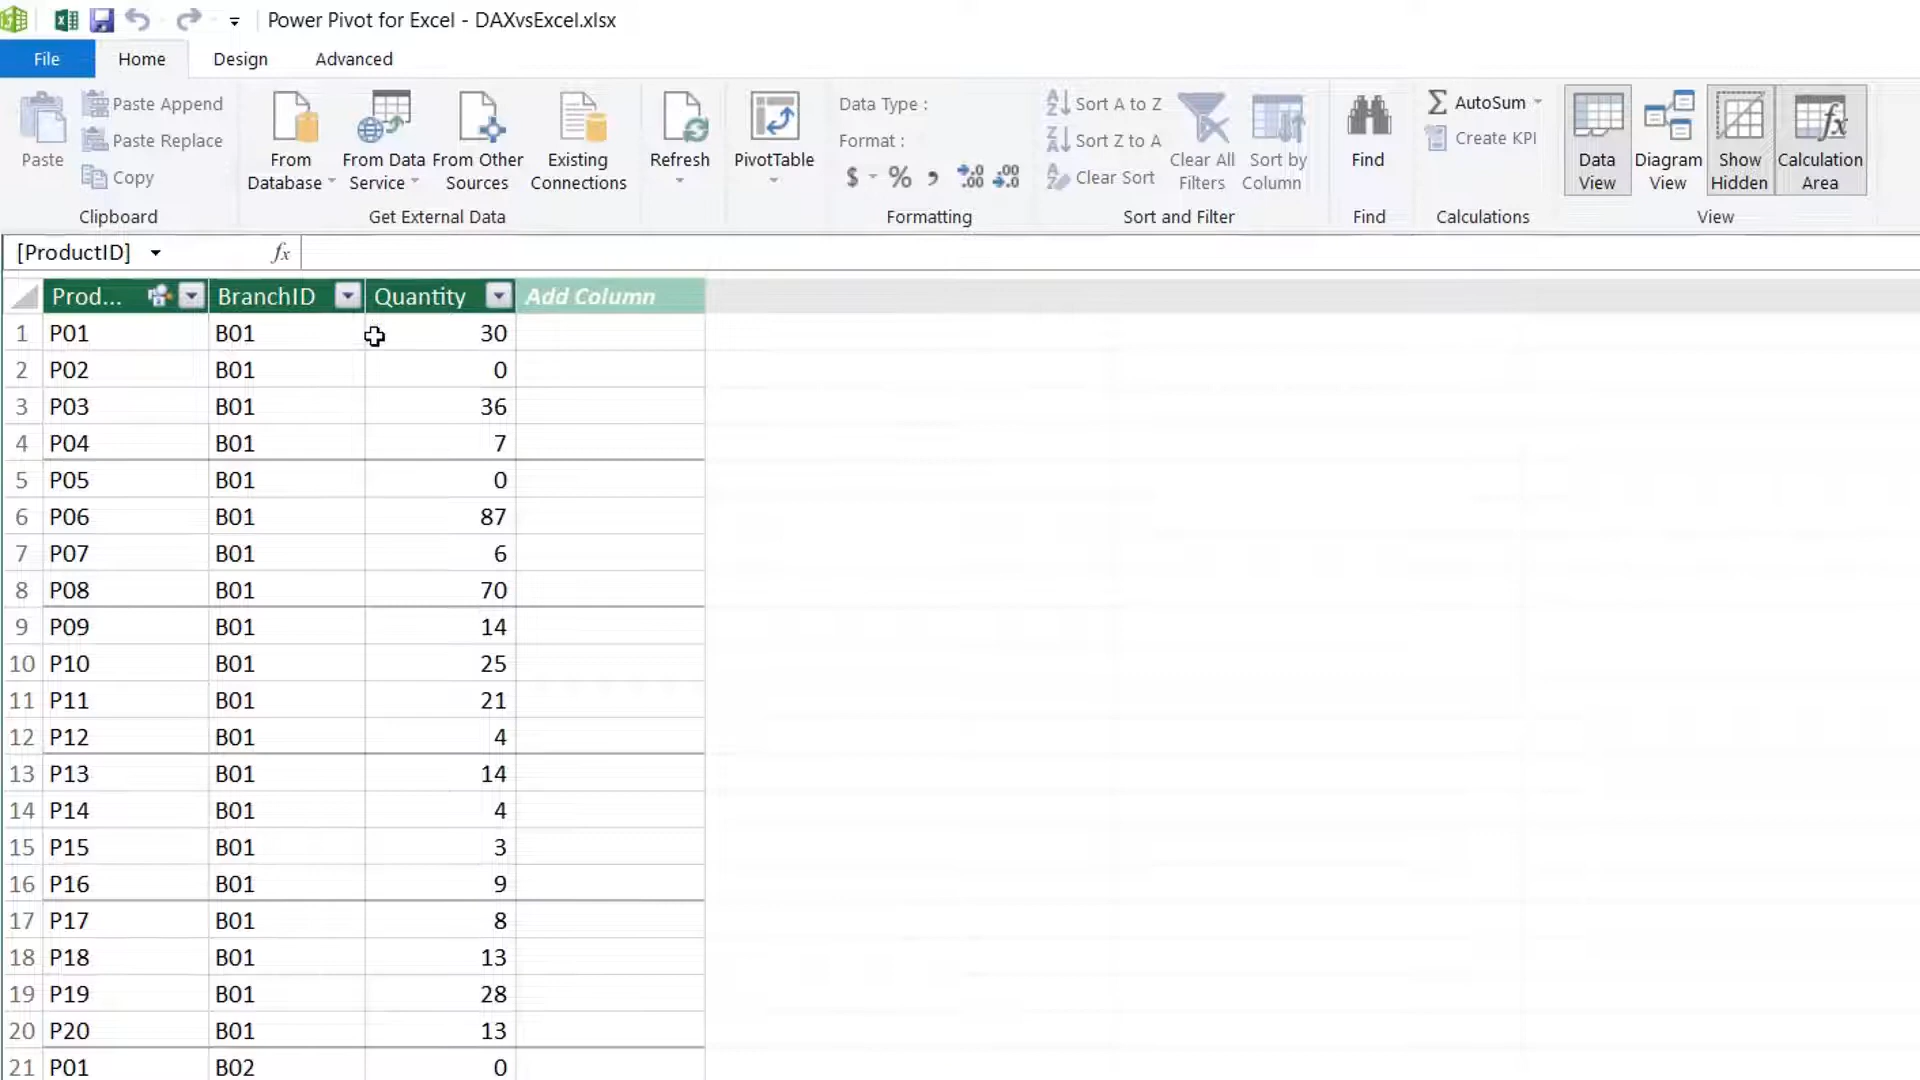 Power Pivot for Excel - DAXvsExcel.xlsx
File Home Design Advanced
Paste
Paste Append
Paste Replace
Copy
Clipboard
From Database
From Data Service
From Other Sources
Existing Connections
Get External Data
Refresh
PivotTable
Data Type :
Format :
$ % , .00 .0 .00 .0
Formatting
Sort A to Z
Sort Z to A
Clear Sort
Clear All Filters
Sort by Column
Sort and Filter
Find
Find
AutoSum
Create KPI
Calculations
Data View
Diagram View
Show Hidden
Calculation Area
View
[ProductID] fx
Prod... BranchID Quantity Add Column
1 P01 B01 30
2 P02 B01 0
3 P03 B01 36
4 P04 B01 7
5 P05 B01 0
6 P06 B01 87
7 P07 B01 6
8 P08 B01 70
9 P09 B01 14
10 P10 B01 25
11 P11 B01 21
12 P12 B01 4
13 P13 B01 14
14 P14 B01 4
15 P15 B01 3
16 P16 B01 9
17 P17 B01 8
18 P18 B01 13
19 P19 B01 28
20 P20 B01 13
21 P01 B02 0